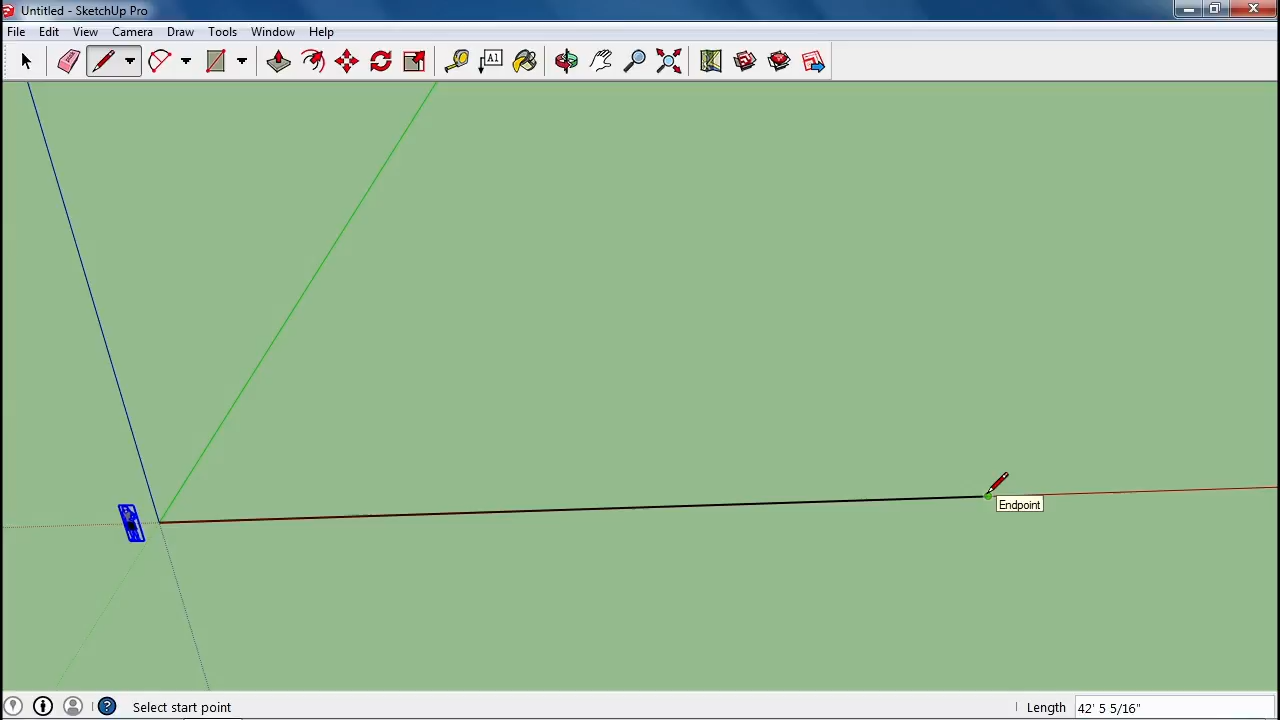 Untitled - SketchUp Pro
File Edit View Camera Draw Tools Window Help
A1
Endpoint
Select start point
Length 42' 5 5/16"